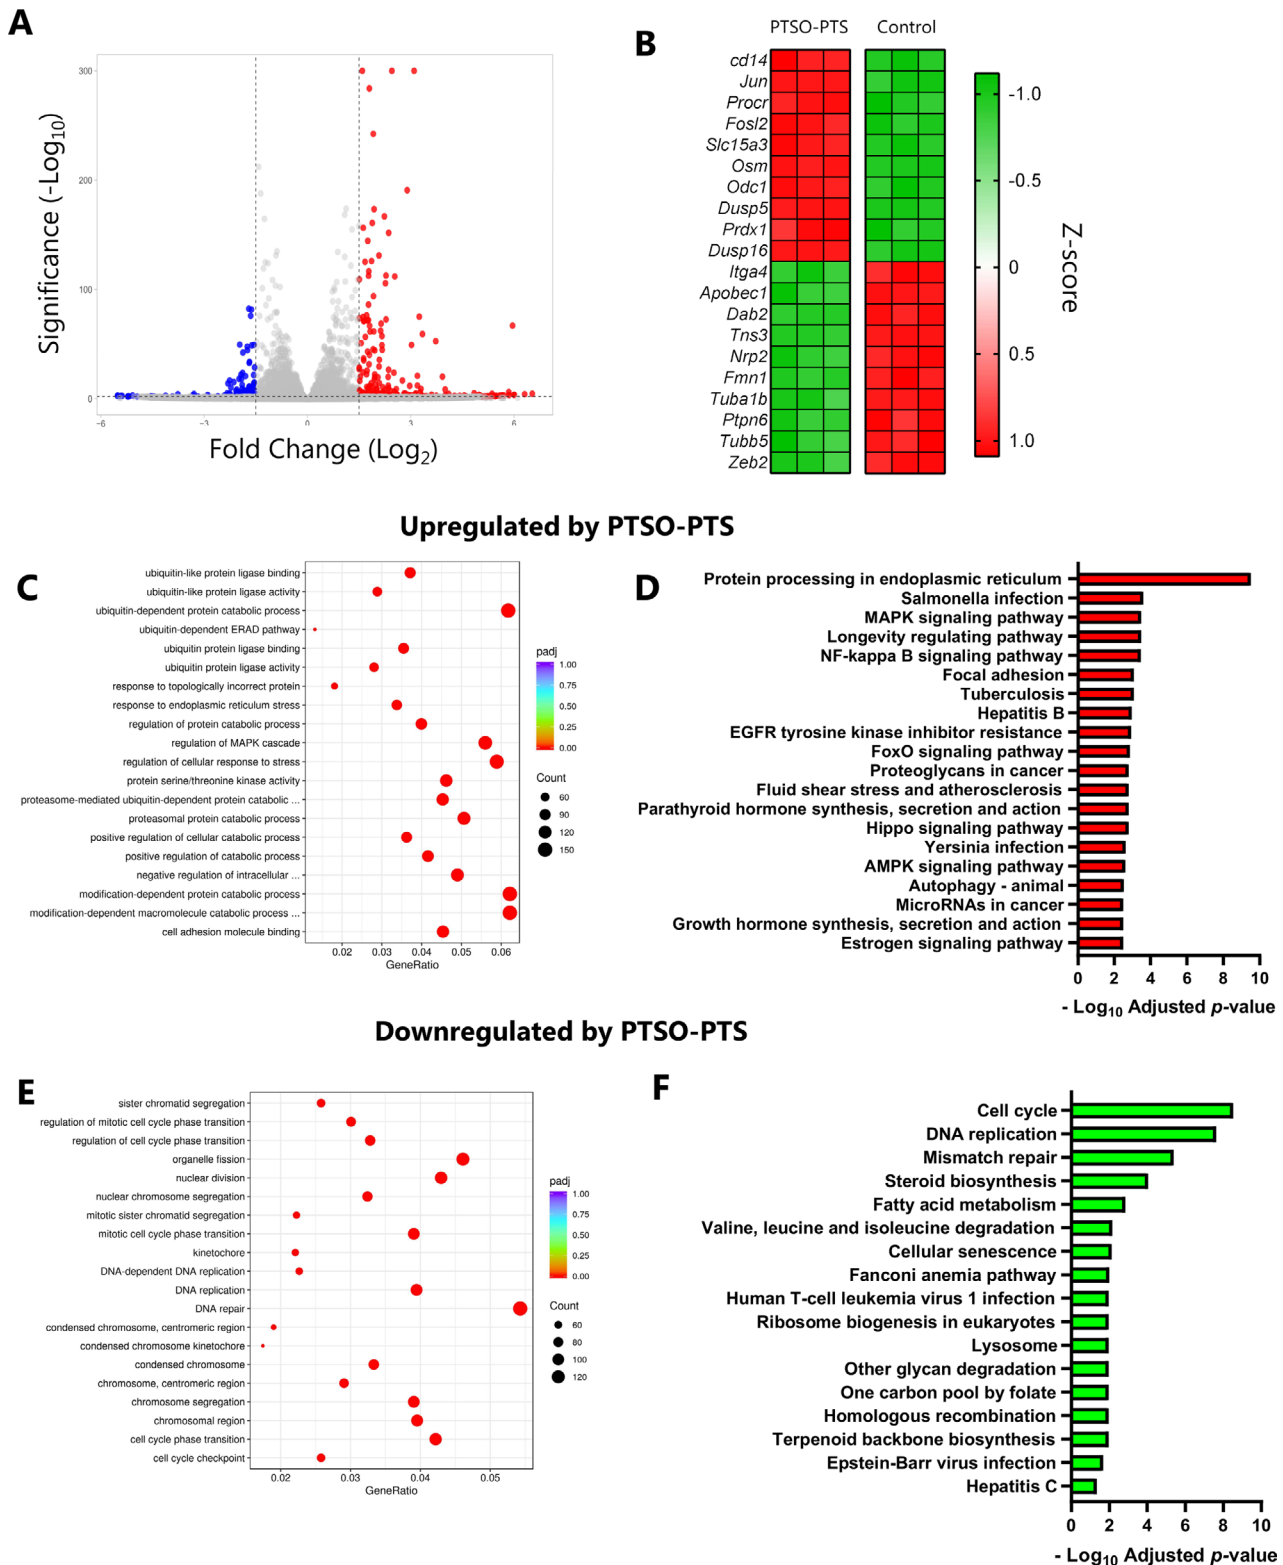 A
300
200
100
0
−6
−3
0
3
6
Significance (-Log10)
Fold Change (Log2)
B
PTSO-PTS
Control
cd14
Jun
Procr
Fosl2
Slc15a3
Osm
Odc1
Dusp5
Prdx1
Dusp16
Itga4
Apobec1
Dab2
Tns3
Nrp2
Fmn1
Tuba1b
Ptpn6
Tubb5
Zeb2
-1.0
-0.5
0
0.5
1.0
Z-score
Upregulated by PTSO-PTS
C
ubiquitin-like protein ligase binding
ubiquitin-like protein ligase activity
ubiquitin-dependent protein catabolic process
ubiquitin-dependent ERAD pathway
ubiquitin protein ligase binding
ubiquitin protein ligase activity
response to topologically incorrect protein
response to endoplasmic reticulum stress
regulation of protein catabolic process
regulation of MAPK cascade
regulation of cellular response to stress
protein serine/threonine kinase activity
proteasome-mediated ubiquitin-dependent protein catabolic ...
proteasomal protein catabolic process
positive regulation of cellular catabolic process
positive regulation of catabolic process
negative regulation of intracellular ...
modification-dependent protein catabolic process
modification-dependent macromolecule catabolic process ...
cell adhesion molecule binding
0.02
0.03
0.04
0.05
0.06
GeneRatio
padj
1.00
0.75
0.50
0.25
0.00
Count
60
90
120
150
D
Protein processing in endoplasmic reticulum
Salmonella infection
MAPK signaling pathway
Longevity regulating pathway
NF-kappa B signaling pathway
Focal adhesion
Tuberculosis
Hepatitis B
EGFR tyrosine kinase inhibitor resistance
FoxO signaling pathway
Proteoglycans in cancer
Fluid shear stress and atherosclerosis
Parathyroid hormone synthesis, secretion and action
Hippo signaling pathway
Yersinia infection
AMPK signaling pathway
Autophagy - animal
MicroRNAs in cancer
Growth hormone synthesis, secretion and action
Estrogen signaling pathway
0
2
4
6
8
10
- Log10 Adjusted p-value
Downregulated by PTSO-PTS
E
sister chromatid segregation
regulation of mitotic cell cycle phase transition
regulation of cell cycle phase transition
organelle fission
nuclear division
nuclear chromosome segregation
mitotic sister chromatid segregation
mitotic cell cycle phase transition
kinetochore
DNA-dependent DNA replication
DNA replication
DNA repair
condensed chromosome, centromeric region
condensed chromosome kinetochore
condensed chromosome
chromosome, centromeric region
chromosome segregation
chromosomal region
cell cycle phase transition
cell cycle checkpoint
0.02
0.03
0.04
0.05
GeneRatio
padj
1.00
0.75
0.50
0.25
0.00
Count
60
80
100
120
F
Cell cycle
DNA replication
Mismatch repair
Steroid biosynthesis
Fatty acid metabolism
Valine, leucine and isoleucine degradation
Cellular senescence
Fanconi anemia pathway
Human T-cell leukemia virus 1 infection
Ribosome biogenesis in eukaryotes
Lysosome
Other glycan degradation
One carbon pool by folate
Homologous recombination
Terpenoid backbone biosynthesis
Epstein-Barr virus infection
Hepatitis C
0
2
4
6
8
10
- Log10 Adjusted p-value